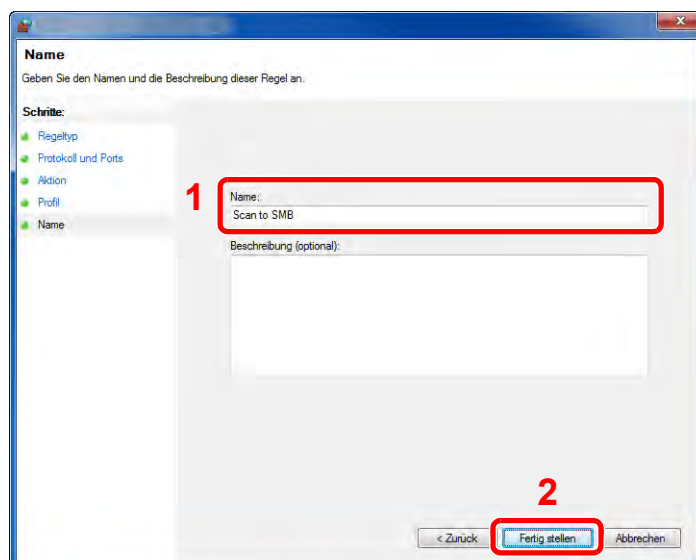 Name
Geben Sie den Namen und die Beschreibung dieser Regel an.
Schritte:
Regeltyp
Protokoll und Ports
Aktion
Profil
Name
1
Name:
Scan to SMB
Beschreibung (optional):
2
< Zurück
Fertig stellen
Abbrechen